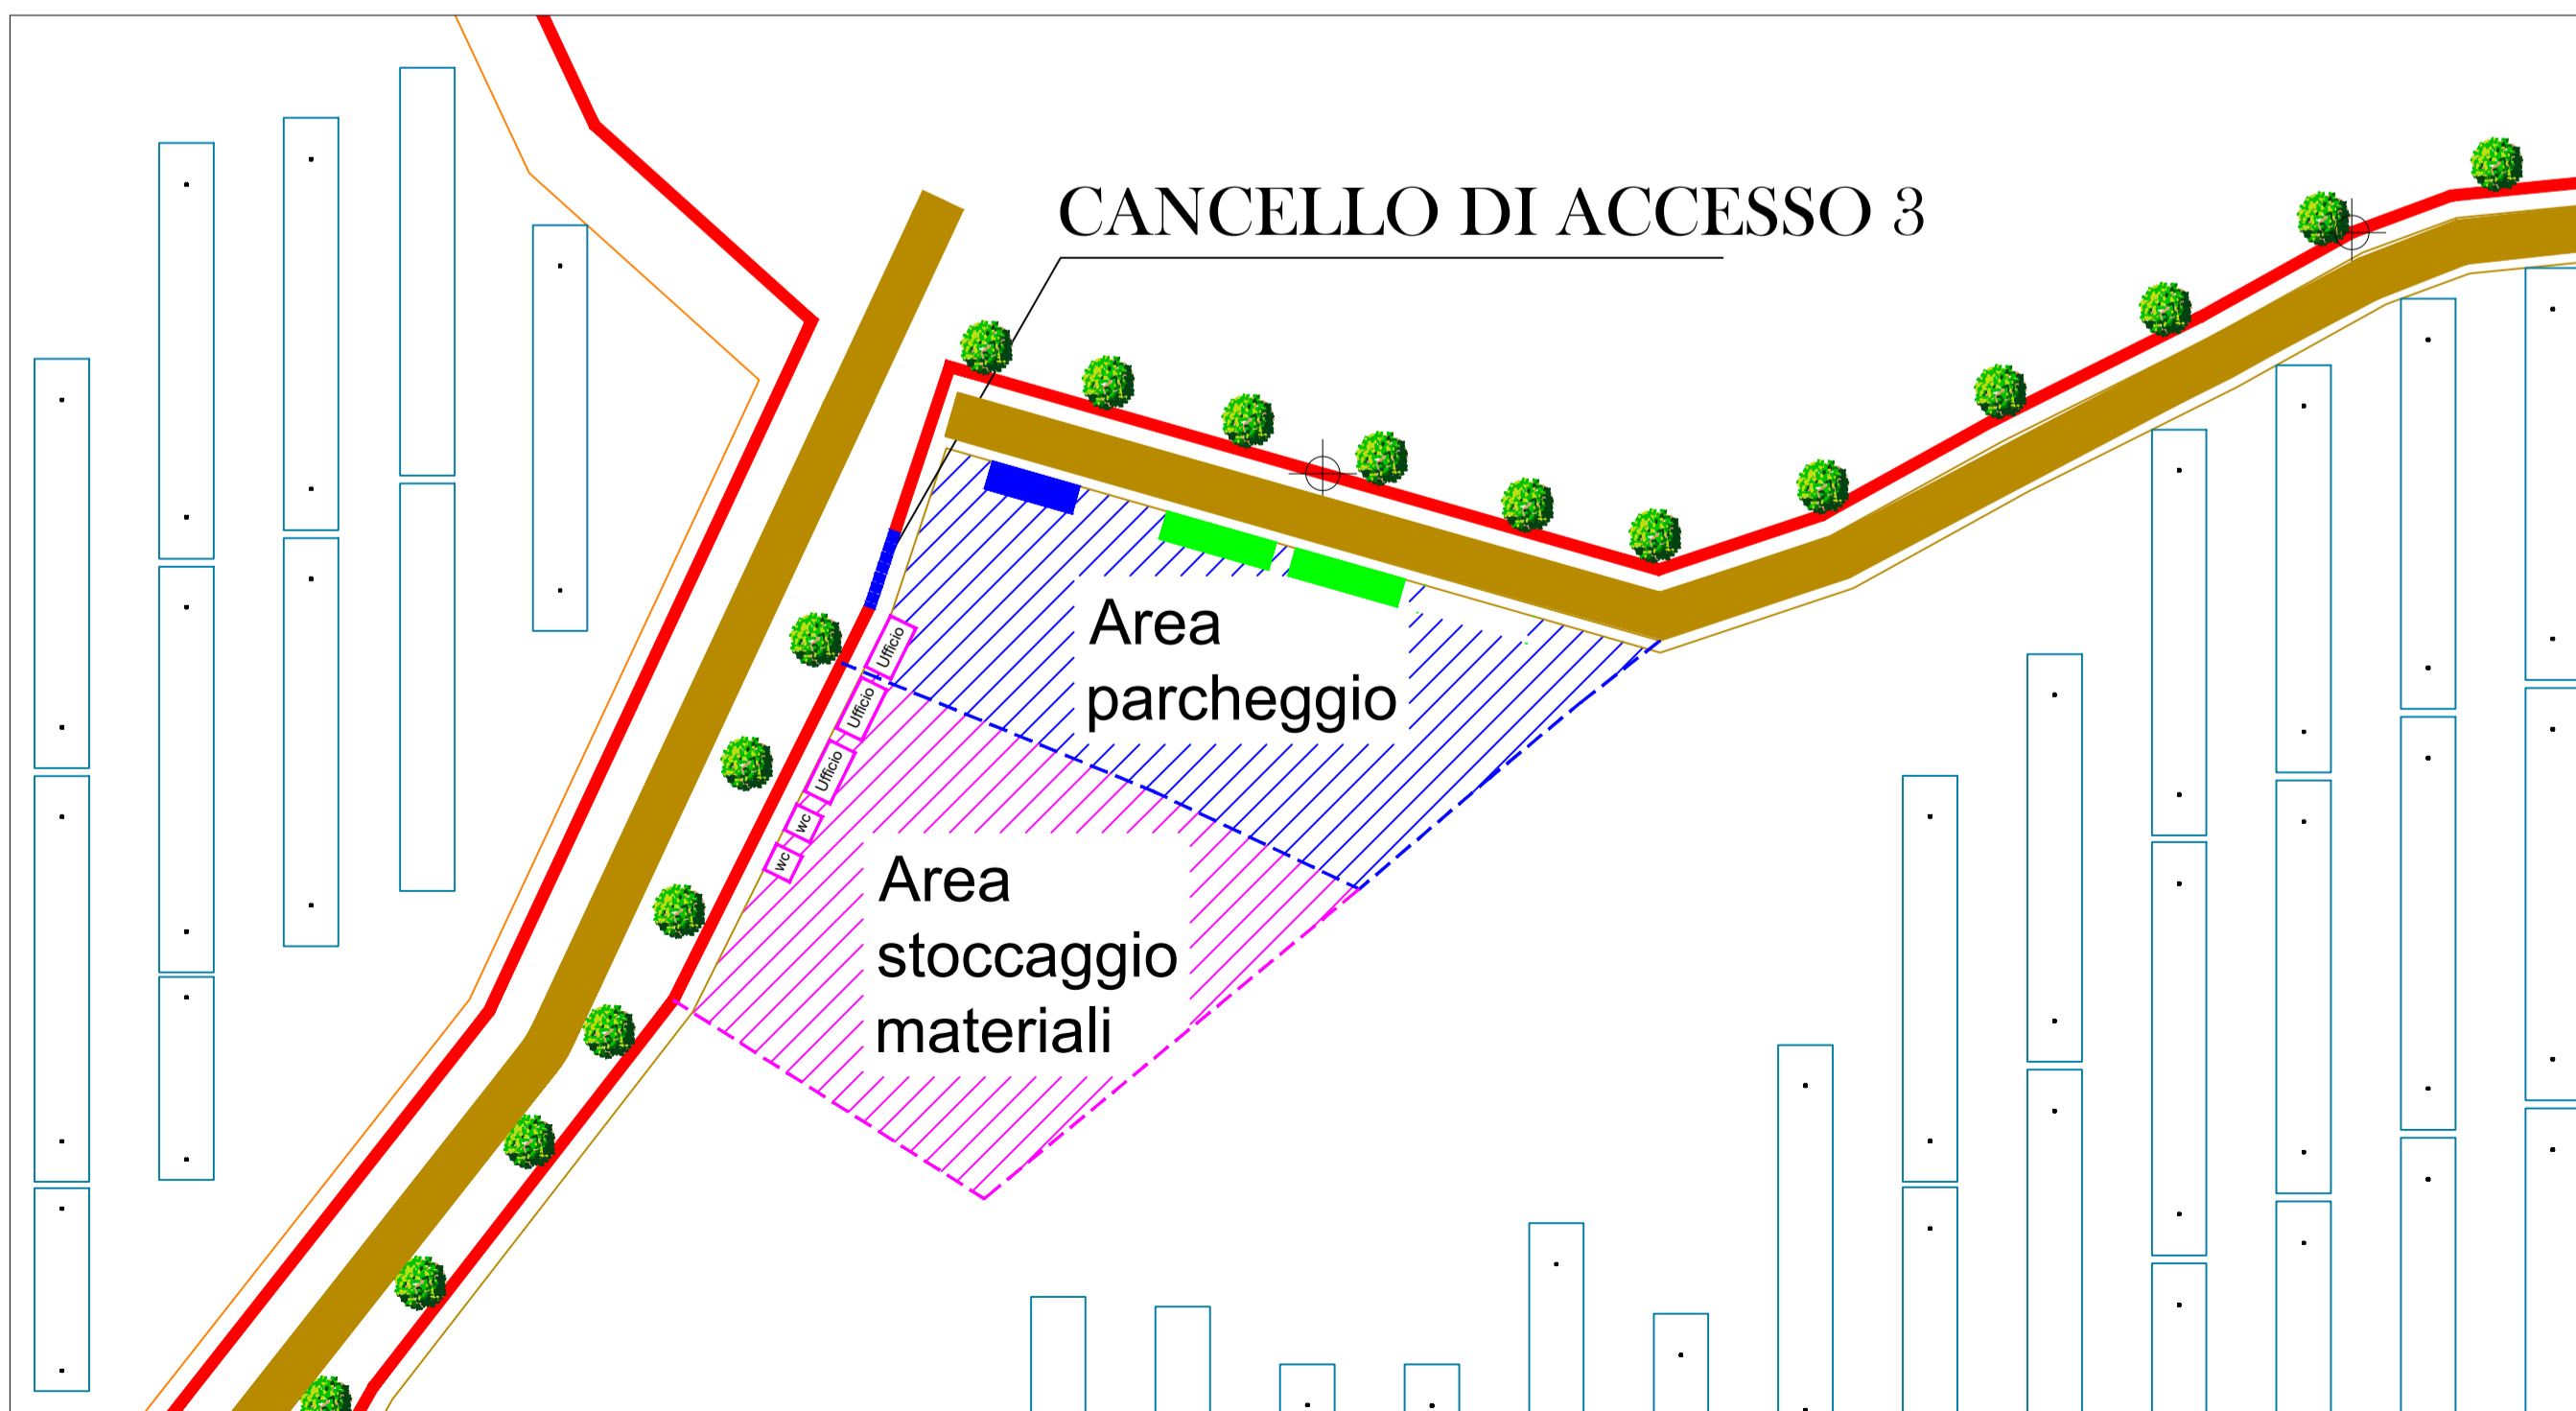 CANCELLO DI ACCESSO 3
Area
parcheggio
Ufficio
Ufficio
Ufficio
wc
wc
Area
stoccaggio
materiali